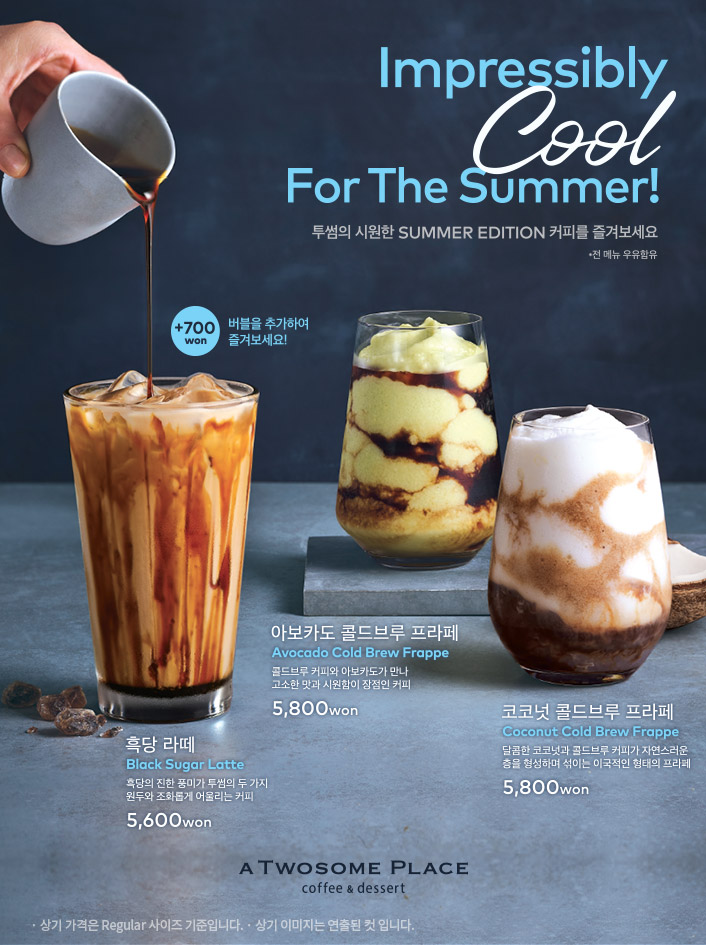 Impressibly
Cool
For The Summer!
투썸의 시원한 SUMMER EDITION 커피를 즐겨보세요
*전 메뉴 우유함유
+700
won
버블을 추가하여
즐겨보세요!
아보카도 콜드브루 프라페
Avocado Cold Brew Frappe
콜드브루 커피와 아보카도가 만나
고소한 맛과 시원함이 장점인 커피
5,800won
코코넛 콜드브루 프라페
Coconut Cold Brew Frappe
달콤한 코코넛과 콜드브루 커피가 자연스러운
층을 형성하며 섞이는 이국적인 형태의 프라페
5,800won
흑당 라떼
Black Sugar Latte
흑당의 진한 풍미가 투썸의 두 가지
원두와 조화롭게 어울리는 커피
5,600won
A TWOSOME PLACE
coffee & dessert
· 상기 가격은 Regular 사이즈 기준입니다. · 상기 이미지는 연출된 컷 입니다.